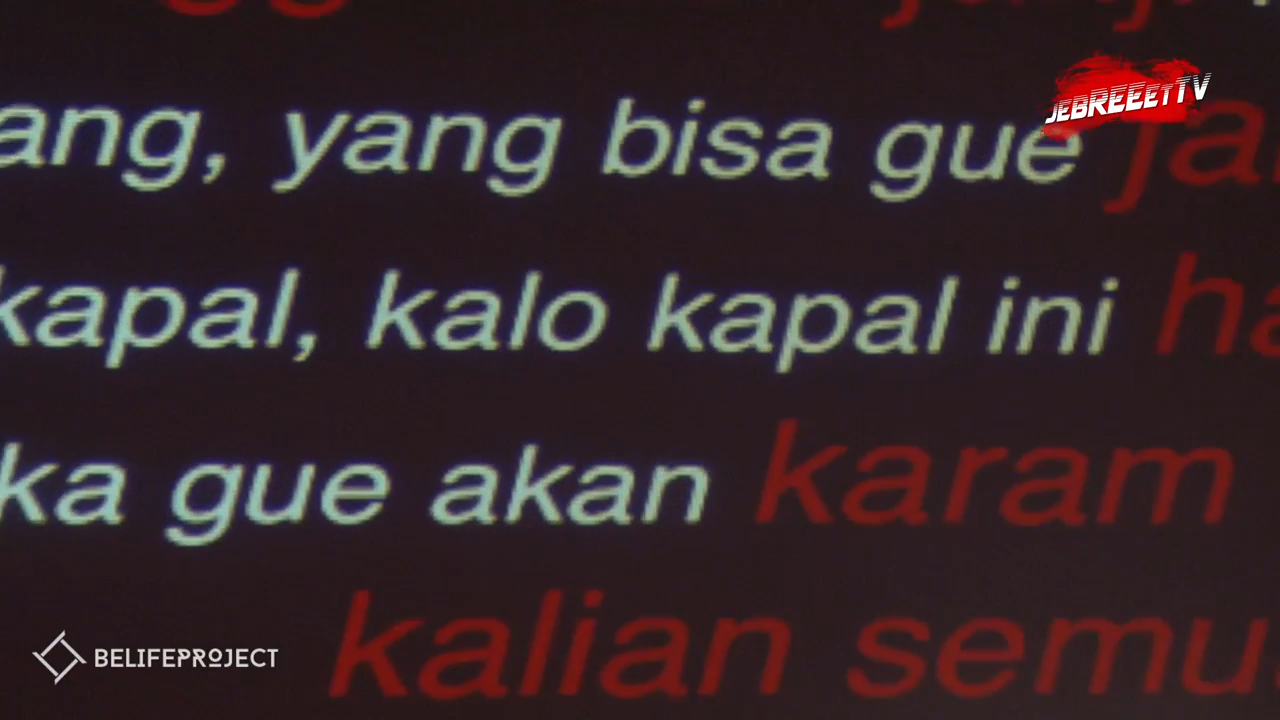 JEBREEETTV
ang, yang bisa gue
kapal, kalo kapal ini
ka gue akan karam
kalian semu
BELIFEPROJECT